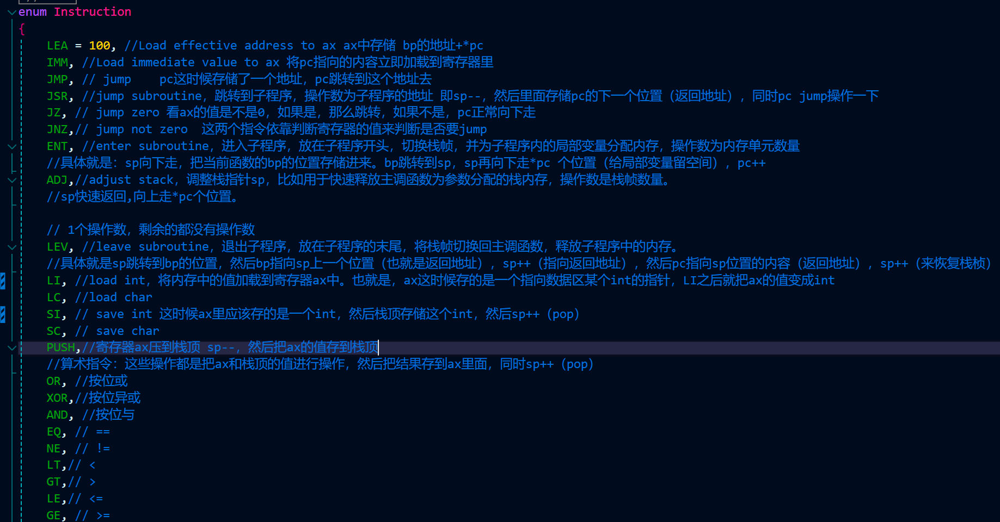 enum Instruction
{
LEA = 100, //Load effective address to ax ax中存储 bp的地址+*pc
IMM, //Load immediate value to ax 将pc指向的内容立即加载到寄存器里
JMP, // jump    pc这时候存储了一个地址，pc跳转到这个地址去
JSR, //jump subroutine，跳转到子程序，操作数为子程序的地址 即sp--，然后里面存储pc的下一个位置（返回地址），同时pc jump操作一下
JZ, // jump zero 看ax的值是不是0，如果是，那么跳转，如果不是，pc正常向下走
JNZ,// jump not zero  这两个指令依靠判断寄存器的值来判断是否要jump
ENT, //enter subroutine，进入子程序，放在子程序开头，切换栈帧，并为子程序内的局部变量分配内存，操作数为内存单元数量
//具体就是：sp向下走，把当前函数的bp的位置存储进来。bp跳转到sp，sp再向下走*pc 个位置（给局部变量留空间），pc++
ADJ,//adjust stack，调整栈指针sp，比如用于快速释放主调函数为参数分配的栈内存，操作数是栈帧数量。
//sp快速返回,向上走*pc个位置。
// 1个操作数，剩余的都没有操作数
LEV, //leave subroutine，退出子程序，放在子程序的末尾，将栈帧切换回主调函数，释放子程序中的内存。
//具体就是sp跳转到bp的位置，然后bp指向sp上一个位置（也就是返回地址），sp++（指向返回地址），然后pc指向sp位置的内容（返回地址），sp++（来恢复栈桢）
LI, //load int，将内存中的值加载到寄存器ax中。也就是，ax这时候存的是一个指向数据区某个int的指针，LI之后就把ax的值变成int
LC, //load char
SI, // save int 这时候ax里应该存的是一个int，然后栈顶存储这个int，然后sp++（pop）
SC, // save char
PUSH,//寄存器ax压到栈顶 sp--，然后把ax的值存到栈顶
//算术指令：这些操作都是把ax和栈顶的值进行操作，然后把结果存到ax里面，同时sp++（pop）
OR, //按位或
XOR,//按位异或
AND, //按位与
EQ, // ==
NE, // !=
LT,// <
GT,// >
LE,// <=
GE, // >=